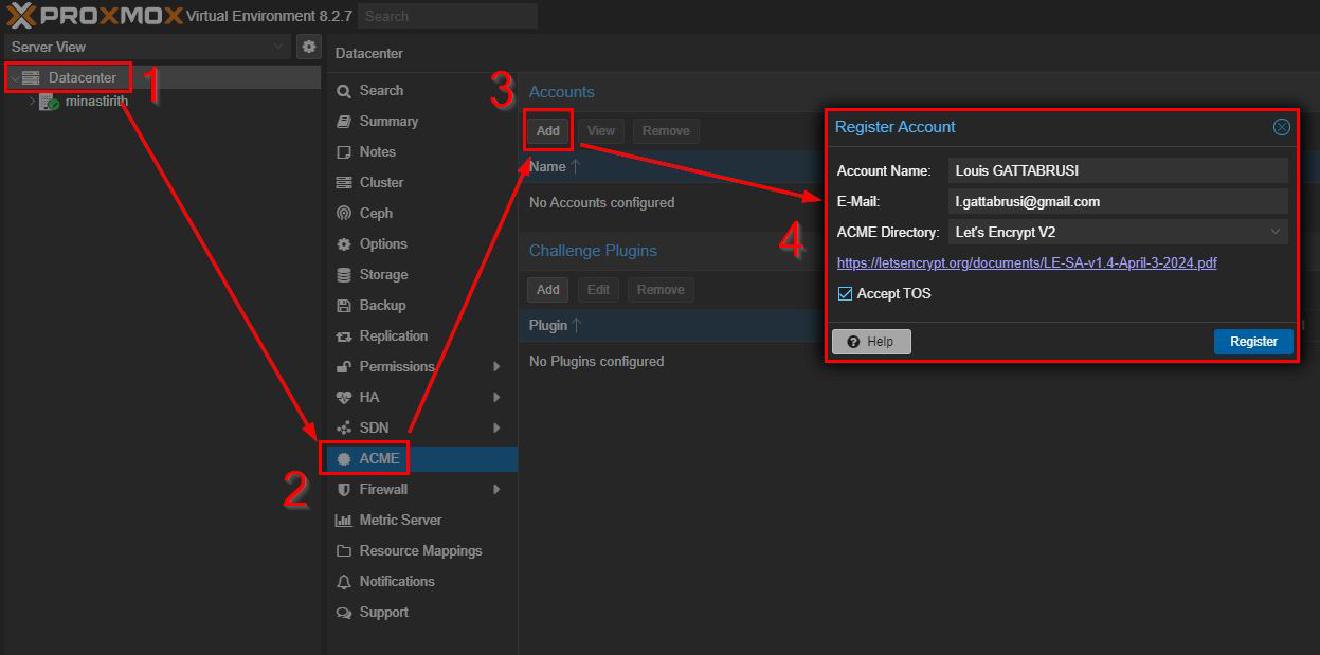 PROXMOX Virtual Environment 8.2.7 Search
Server View
Datacenter
minastirith
1
2
3
4
Datacenter
Search
Summary
Notes
Cluster
Ceph
Options
Storage
Backup
Replication
Permissions
HA
SDN
ACME
Firewall
Metric Server
Resource Mappings
Notifications
Support
Accounts
Add View Remove
Name ↑
No Accounts configured
Challenge Plugins
Add Edit Remove
Plugin ↑
No Plugins configured
Register Account
Account Name: Louis GATTABRUSI
E-Mail: l.gattabrusi@gmail.com
ACME Directory: Let's Encrypt V2
https://letsencrypt.org/documents/LE-SA-v1.4-April-3-2024.pdf
Accept TOS
Help Register